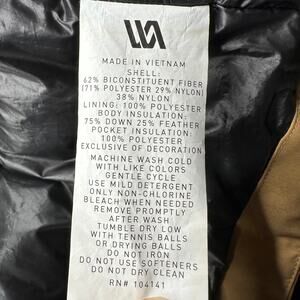 MADE IN VIETNAM
SHELL:
62% BICONSTITUENT FIBER
(71% POLYESTER 29% NYLON)
38% NYLON
LINING: 100% POLYESTER
BODY INSULATION:
75% DOWN 25% FEATHER
POCKET INSULATION:
100% POLYESTER
EXCLUSIVE OF DECORATION
MACHINE WASH COLD
WITH LIKE COLORS
GENTLE CYCLE
USE MILD DETERGENT
ONLY NON-CHLORINE
BLEACH WHEN NEEDED
REMOVE PROMPTLY
AFTER WASH
TUMBLE DRY LOW
WITH TENNIS BALLS
OR DRYING BALLS
DO NOT IRON
DO NOT USE SOFTENERS
DO NOT DRY CLEAN
RN# 104141